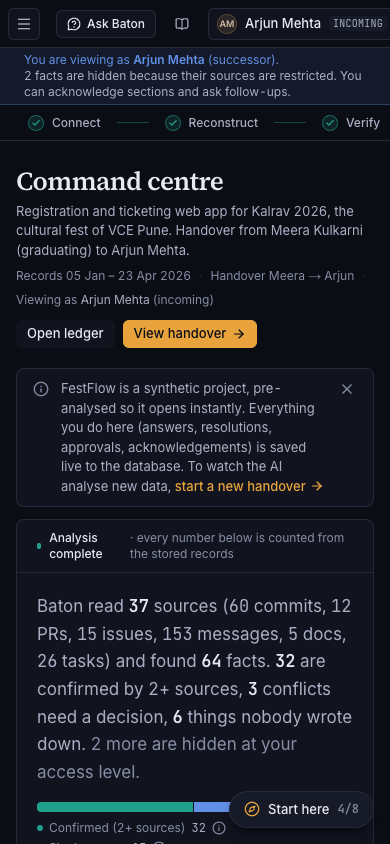 Ask Baton
AM Arjun Mehta INCOMING
You are viewing as Arjun Mehta (successor).
2 facts are hidden because their sources are restricted. You
can acknowledge sections and ask follow-ups.
Connect Reconstruct Verify
Command centre
Registration and ticketing web app for Kalrav 2026, the
cultural fest of VCE Pune. Handover from Meera Kulkarni
(graduating) to Arjun Mehta.
Records 05 Jan – 23 Apr 2026 · Handover Meera → Arjun ·
Viewing as Arjun Mehta (incoming)
Open ledger View handover →
FestFlow is a synthetic project, pre-
analysed so it opens instantly. Everything
you do here (answers, resolutions,
approvals, acknowledgements) is saved
live to the database. To watch the AI
analyse new data, start a new handover →
Analysis
complete
· every number below is counted from
the stored records
Baton read 37 sources (60 commits, 12
PRs, 15 issues, 153 messages, 5 docs,
26 tasks) and found 64 facts. 32 are
confirmed by 2+ sources, 3 conflicts
need a decision, 6 things nobody wrote
down. 2 more are hidden at your
access level.
Start here 4/8
Confirmed (2+ sources) 32